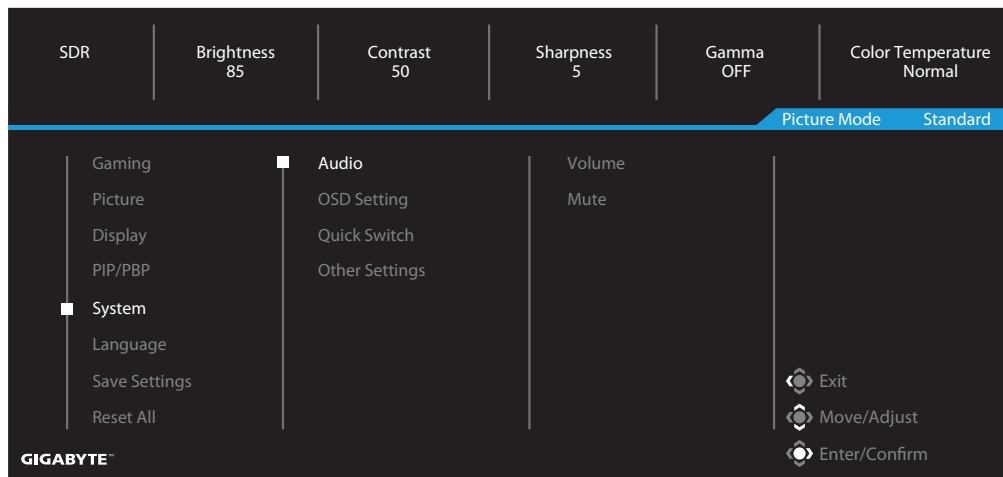 SDR
Brightness
85
Contrast
50
Sharpness
5
Gamma
OFF
Color Temperature
Normal
Picture Mode Standard
Gaming
Picture
Display
PIP/PBP
System
Language
Save Settings
Reset All
Audio
OSD Setting
Quick Switch
Other Settings
Volume
Mute
Exit
Move/Adjust
Enter/Confirm
GIGABYTE™